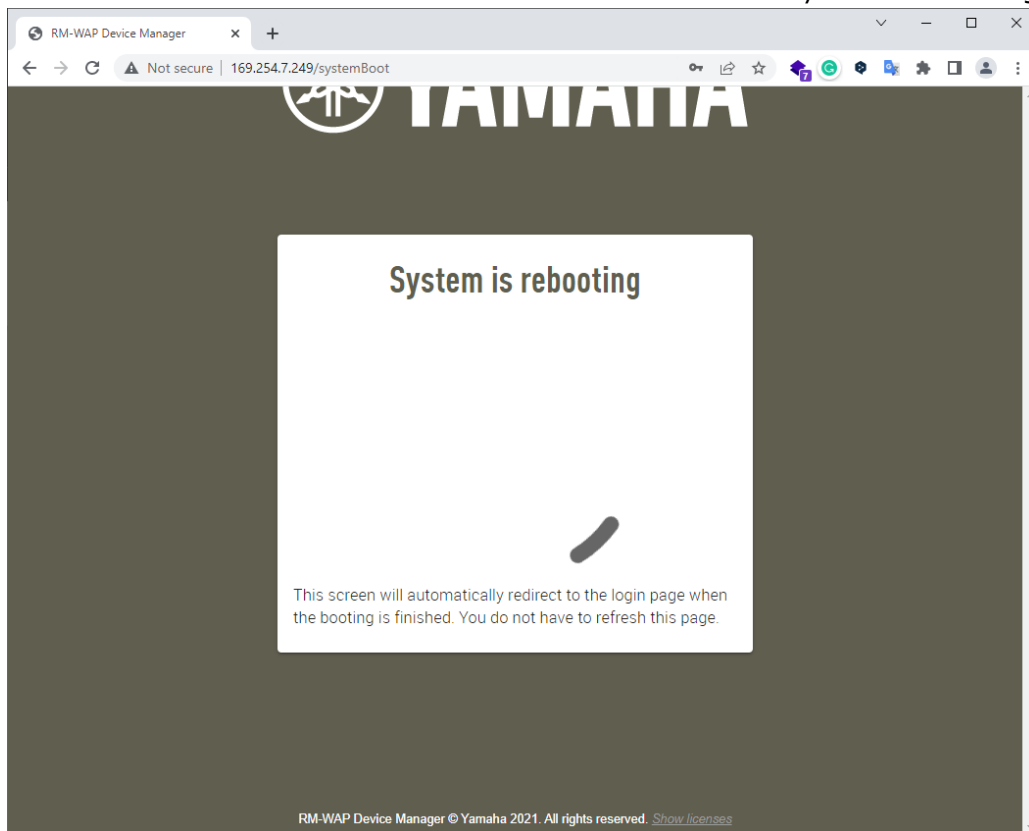 RM-WAP Device Manager
Not secure | 169.254.7.249/systemBoot
7
YAMAHA
System is rebooting
This screen will automatically redirect to the login page when
the booting is finished. You do not have to refresh this page.
RM-WAP Device Manager © Yamaha 2021. All rights reserved. Show licenses